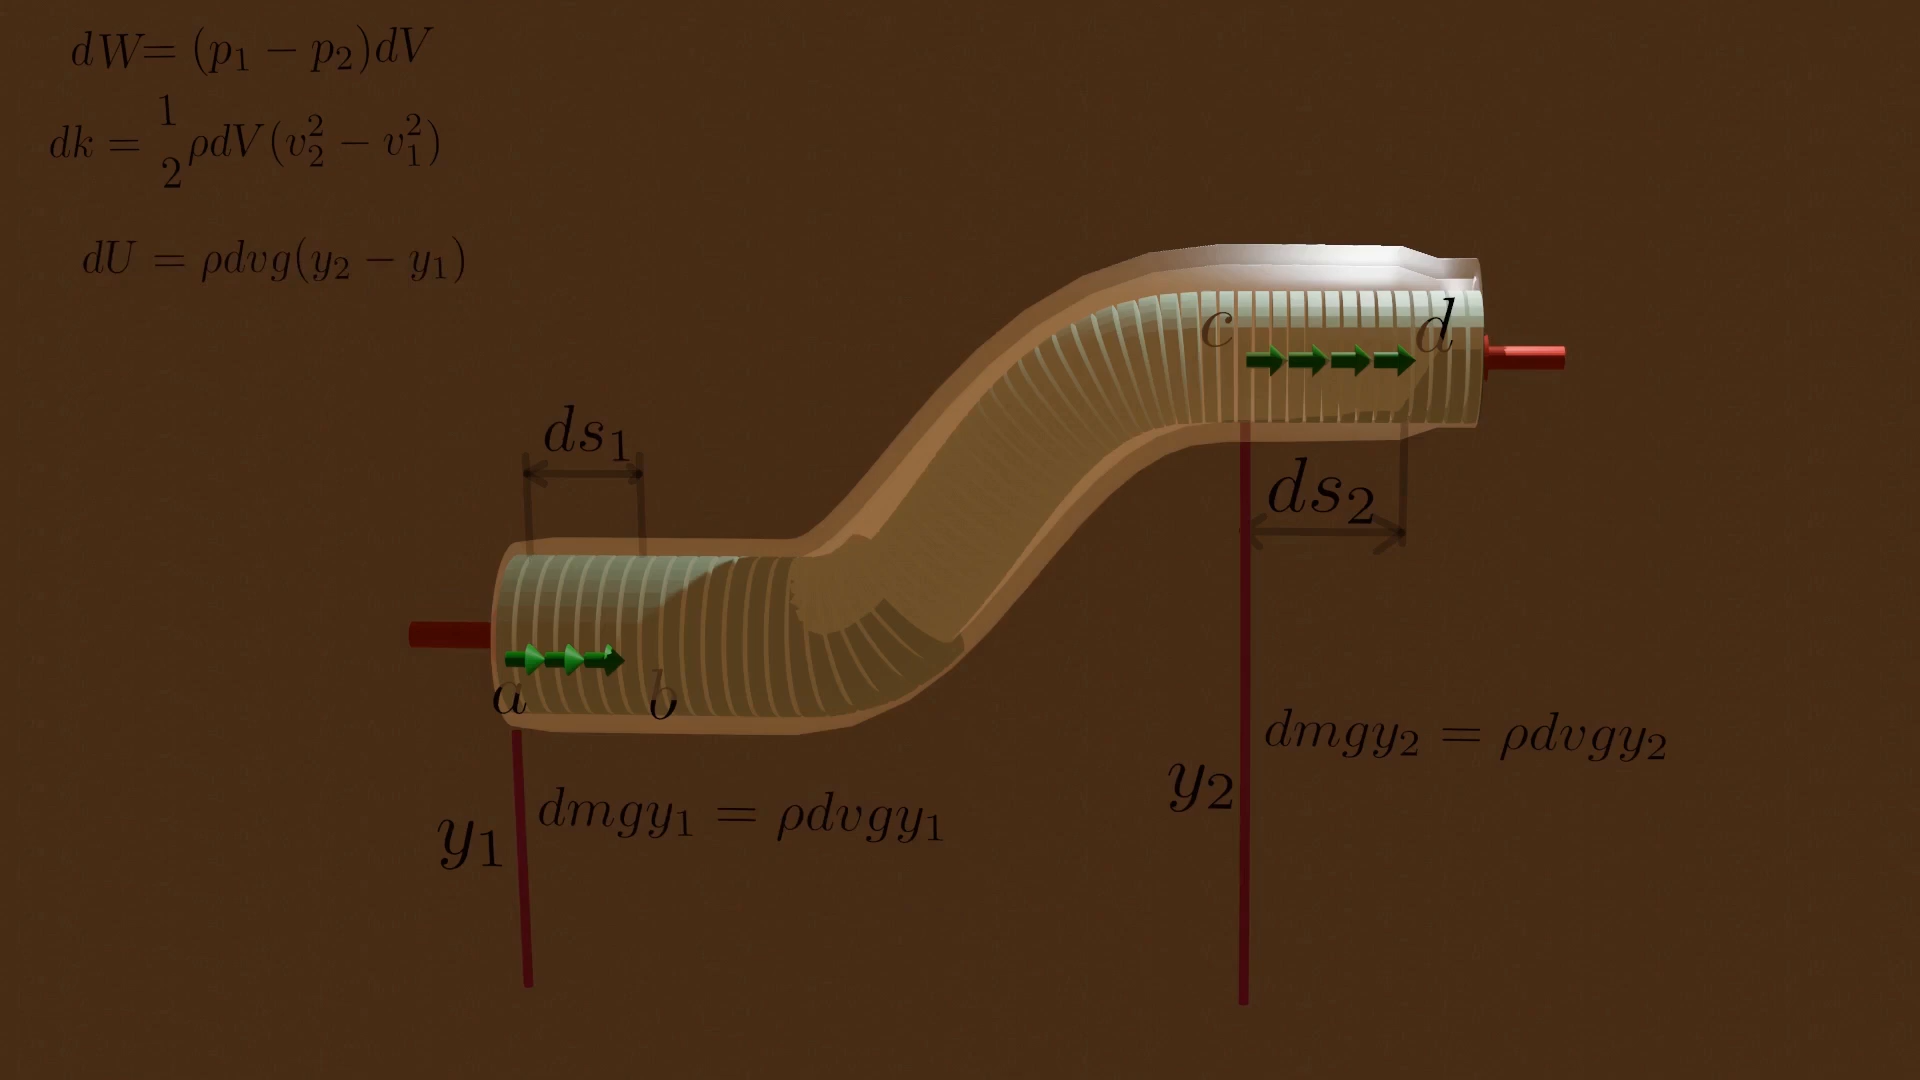 dW= (p₁ − p₂)dV
dk = 1/2 ρdV(v₂² − v₁²)
dU = ρdvg(y₂ − y₁)
c
d
ds₁
ds₂
a
b
dmgy₂ = ρdvgy₂
y₂
dmgy₁ = ρdvgy₁
y₁